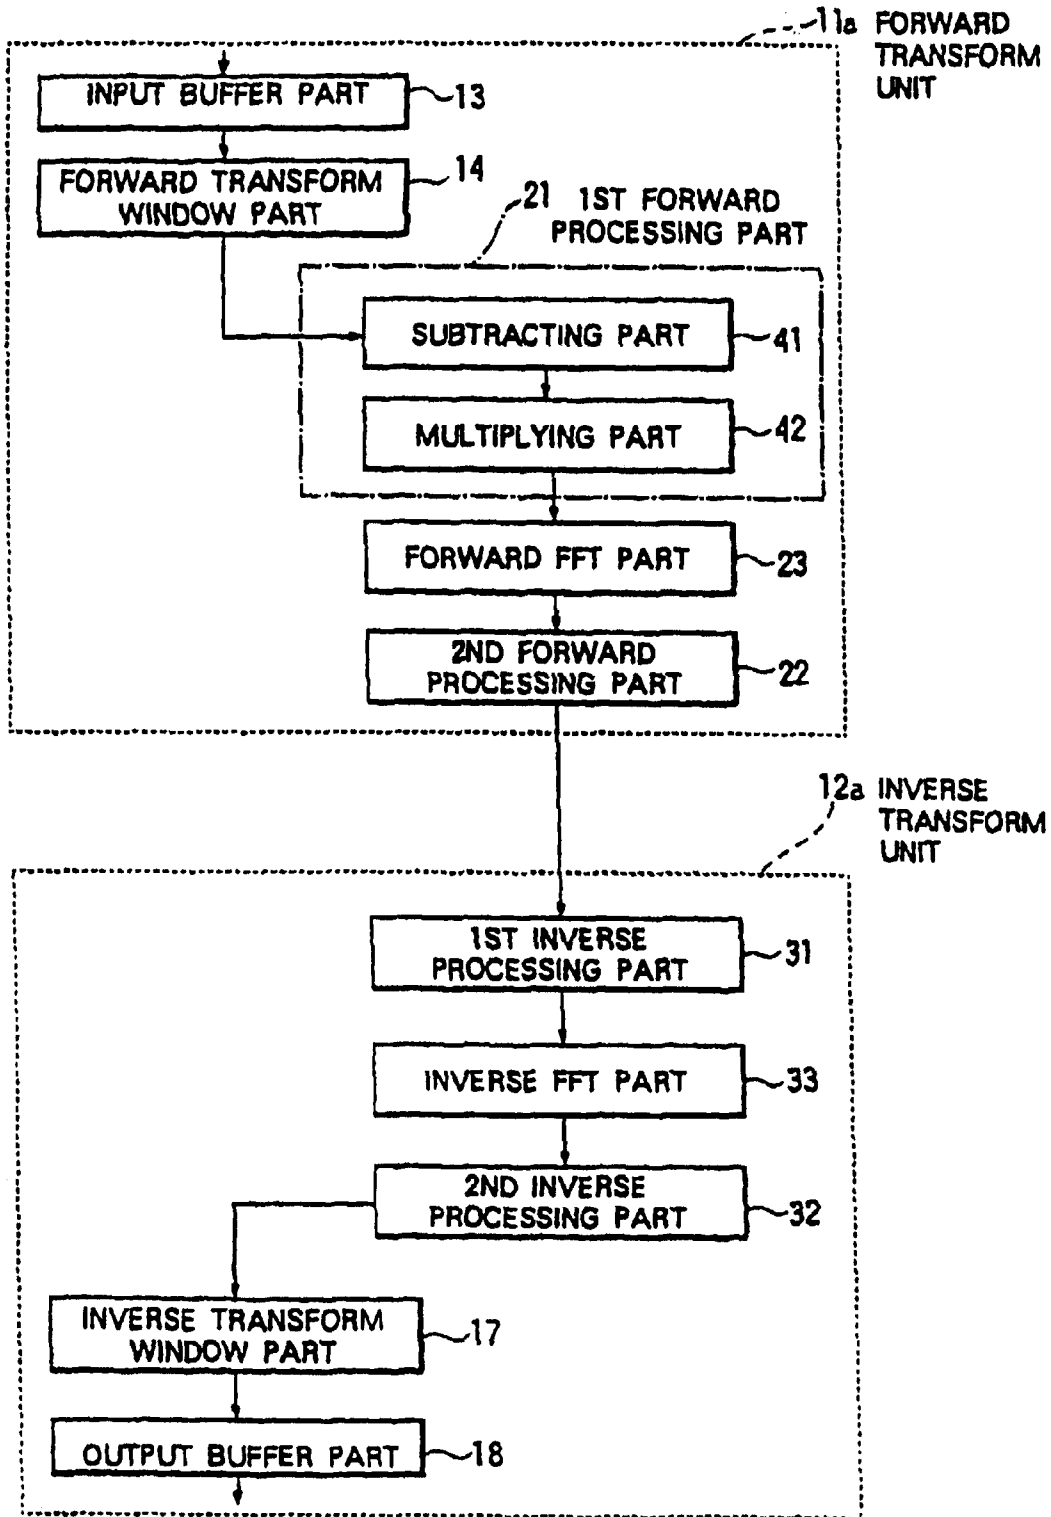 11a FORWARD
TRANSFORM
UNIT
INPUT BUFFER PART
13
FORWARD TRANSFORM
WINDOW PART
14
21 1ST FORWARD
PROCESSING PART
SUBTRACTING PART
41
MULTIPLYING PART
42
FORWARD FFT PART
23
2ND FORWARD
PROCESSING PART
22
12a INVERSE
TRANSFORM
UNIT
1ST INVERSE
PROCESSING PART
31
INVERSE FFT PART
33
2ND INVERSE
PROCESSING PART
32
INVERSE TRANSFORM
WINDOW PART
17
OUTPUT BUFFER PART
18